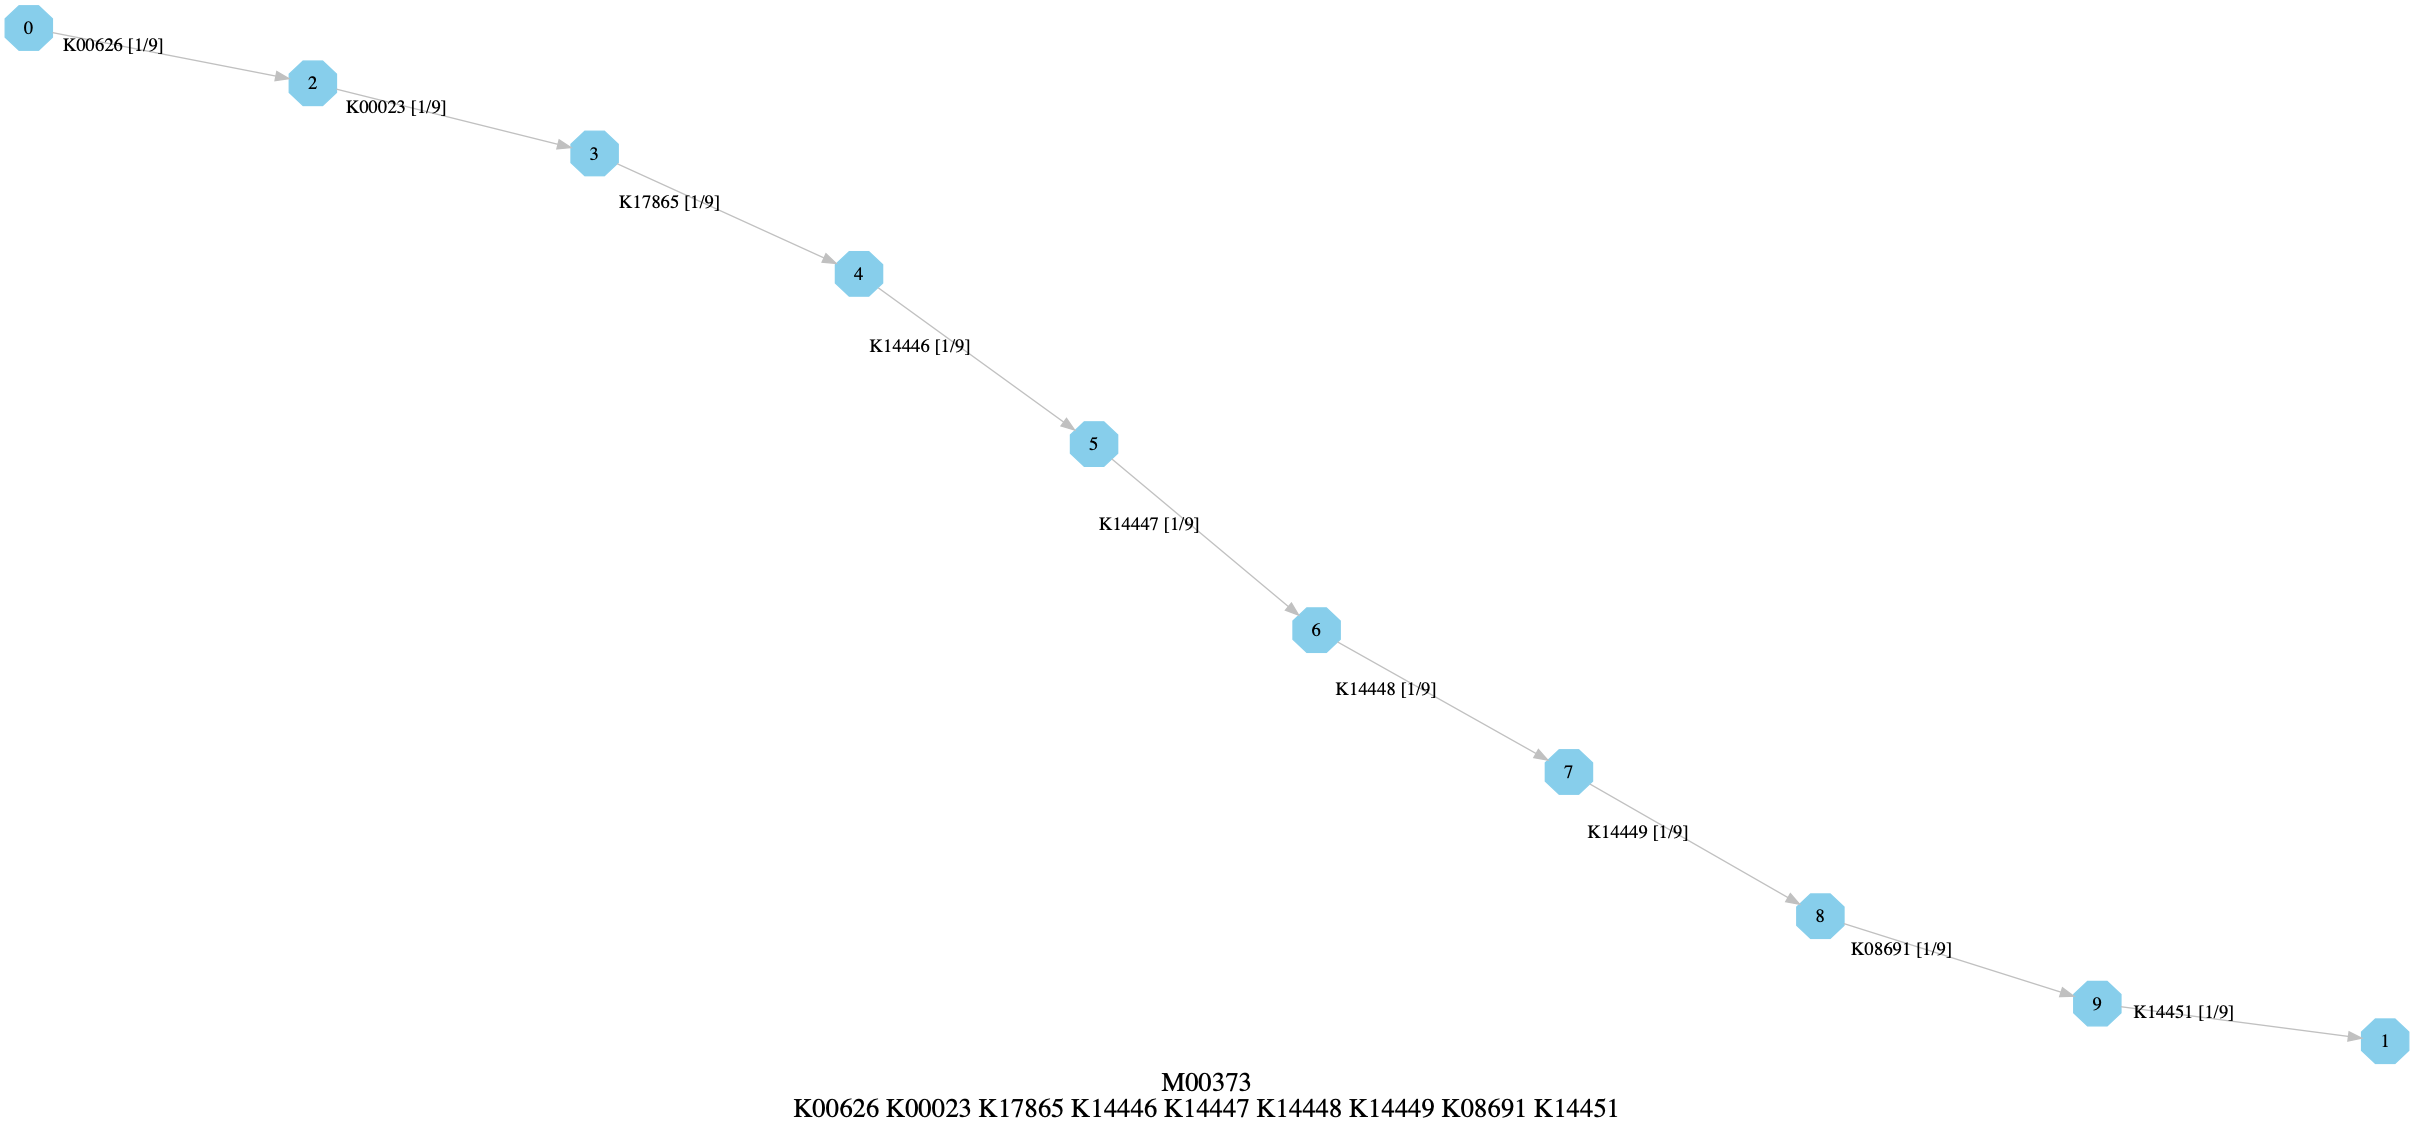 0
K00626 [1/9]
2
K00023 [1/9]
3
K17865 [1/9]
4
K14446 [1/9]
5
K14447 [1/9]
6
K14448 [1/9]
7
K14449 [1/9]
8
K08691 [1/9]
9
K14451 [1/9]
1
M00373
K00626 K00023 K17865 K14446 K14447 K14448 K14449 K08691 K14451